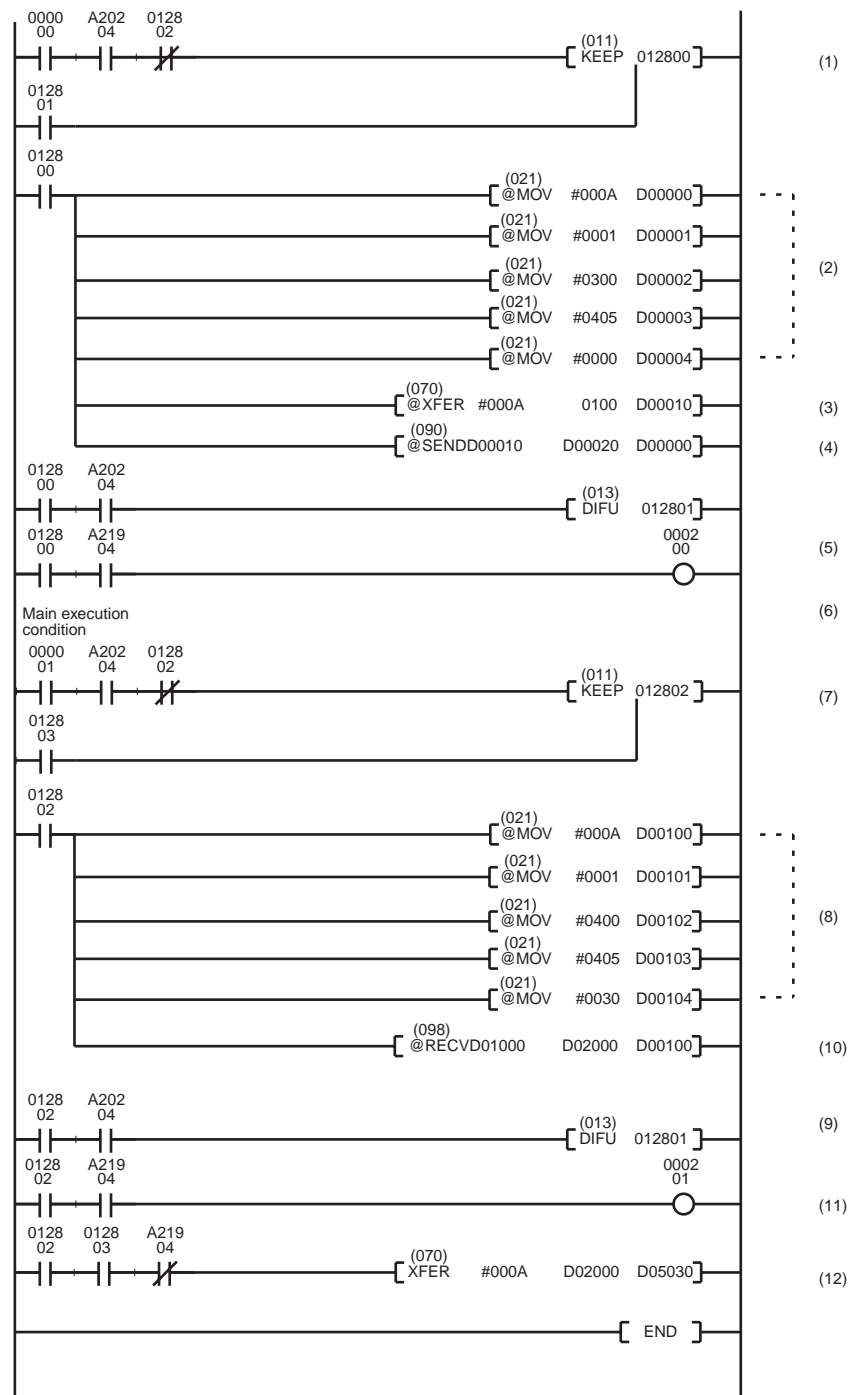 0000 A202 0128
00 04 02
(011)
KEEP 012800
(1)
0128
01
0128
00
(021)
@MOV #000A D00000
(021)
@MOV #0001 D00001
(2)
(021)
@MOV #0300 D00002
(021)
@MOV #0405 D00003
(021)
@MOV #0000 D00004
(070)
@XFER #000A 0100 D00010
(3)
(090)
@SENDD00010 D00020 D00000
(4)
0128 A202
00 04
(013)
DIFU 012801
0128 A219 0002
00 04 00
(5)
(6)
Main execution
condition
0000 A202 0128
01 04 02
(011)
KEEP 012802
(7)
0128
03
0128
02
(021)
@MOV #000A D00100
(021)
@MOV #0001 D00101
(021)
@MOV #0400 D00102
(8)
(021)
@MOV #0405 D00103
(021)
@MOV #0030 D00104
(098)
@RECVD01000 D02000 D00100
(10)
0128 A202
02 04
(9)
(013)
DIFU 012801
0128 A219 0002
02 04 01
(11)
0128 0128 A219
02 03 04
(070)
XFER #000A D02000 D05030
(12)
END